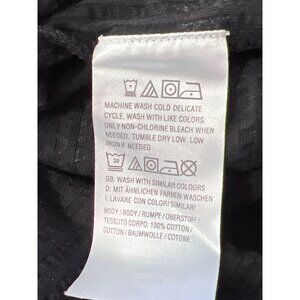 MACHINE WASH COLD DELICATE
CYCLE. WASH WITH LIKE COLORS.
ONLY NON-CHLORINE BLEACH WHEN
NEEDED. TUMBLE DRY LOW. LOW
IRON IF NEEDED.
30
GB: WASH WITH SIMILAR COLOURS
D: MIT ÄHNLICHEN FARBEN WASCHEN
I: LAVARE CON COLORI SIMILARI
BODY / BODY / RUMPF / OBERSTOFF /
TESSUTO CORPO: 100% COTTON /
COTTON / BAUMWOLLE / COTONE